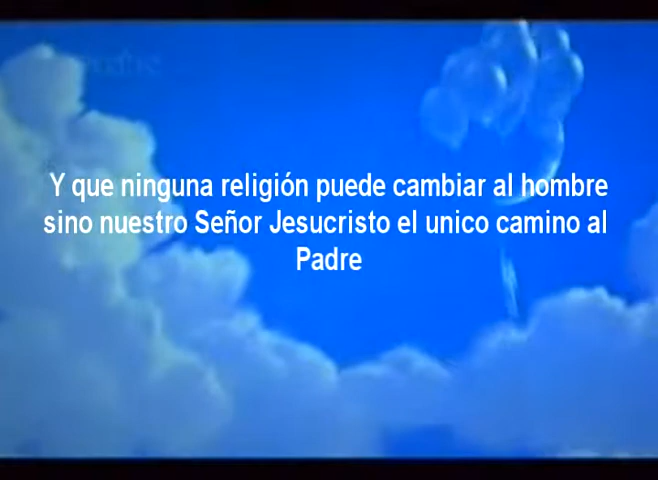 Y que ninguna religión puede cambiar al hombre
sino nuestro Señor Jesucristo el unico camino al
Padre